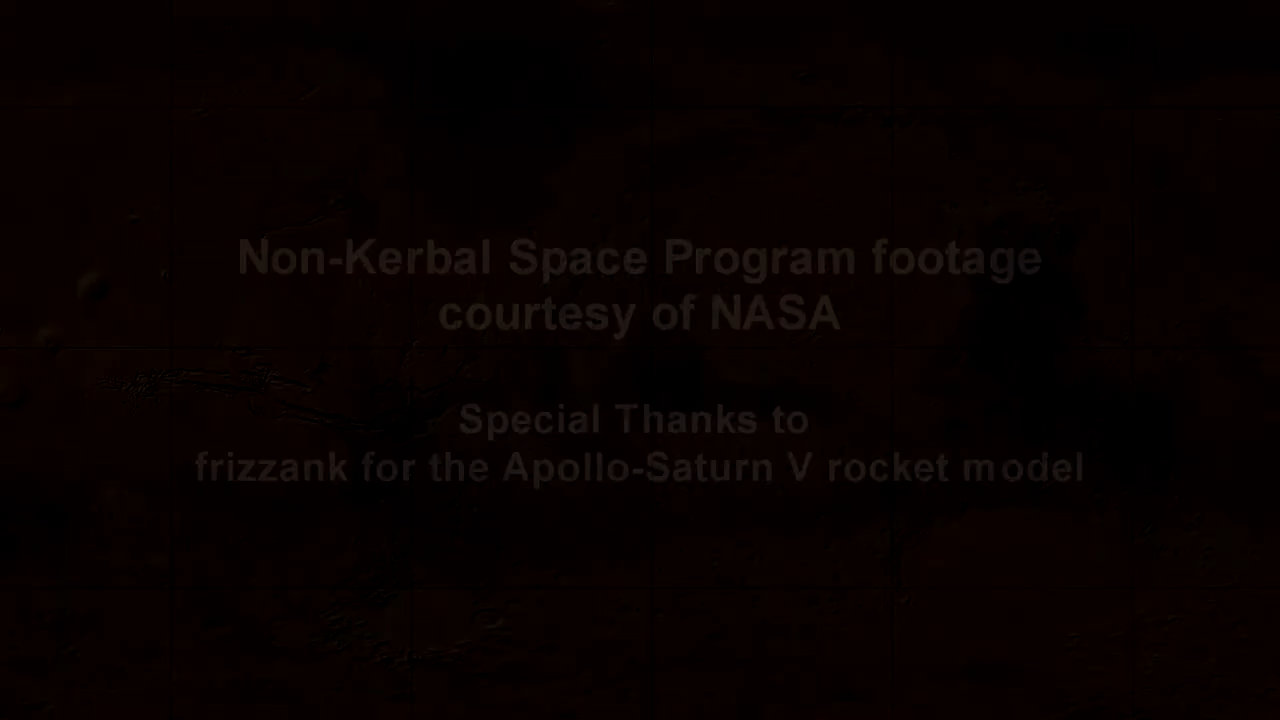 Non-Kerbal Space Program footage
courtesy of NASA
Special Thanks to
frizzank for the Apollo-Saturn V rocket model